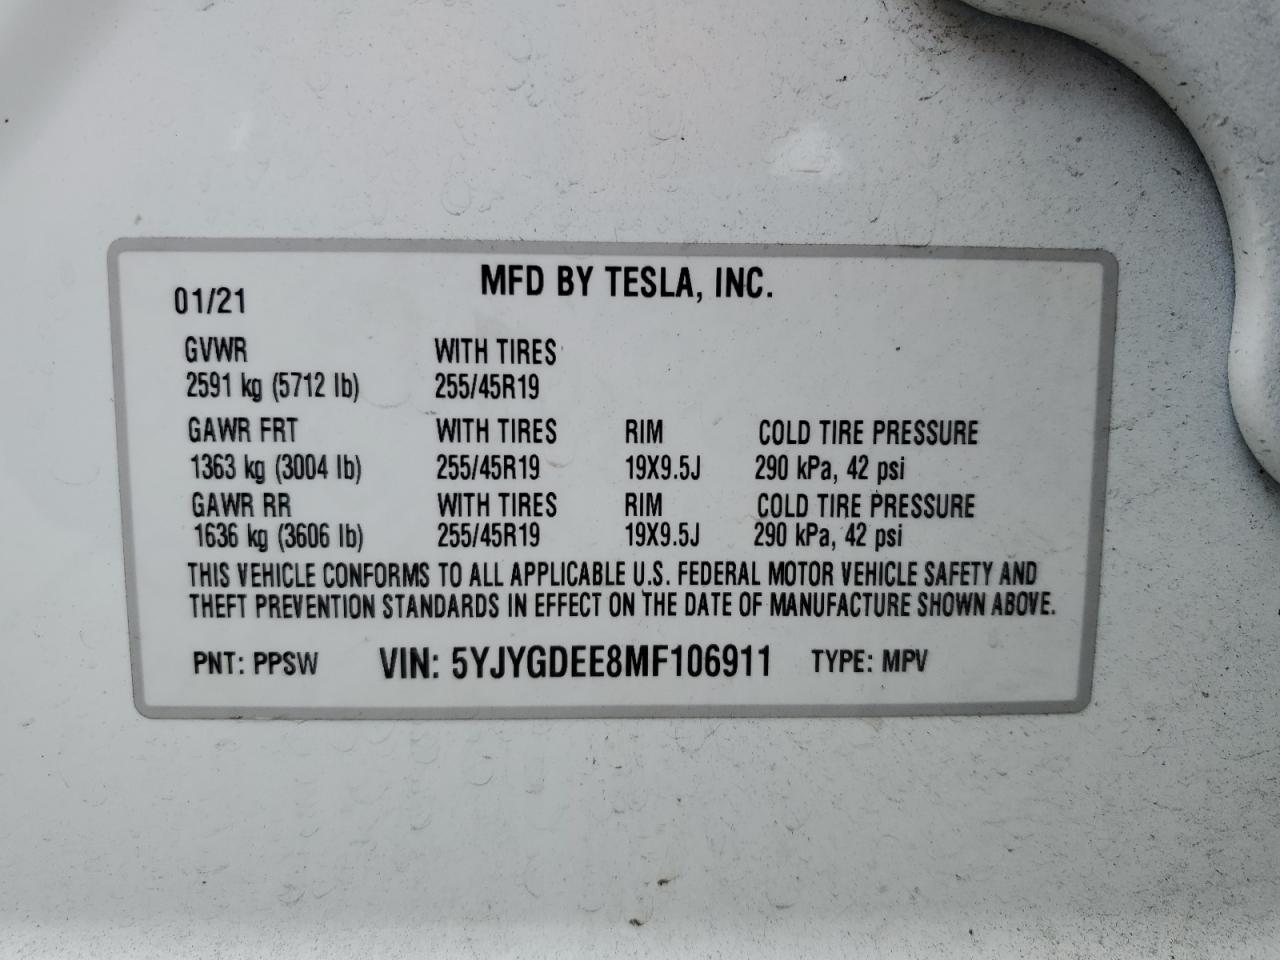 MFD BY TESLA, INC.
01/21
GVWR WITH TIRES
2591 kg (5712 lb) 255/45R19
GAWR FRT WITH TIRES RIM COLD TIRE PRESSURE
1363 kg (3004 lb) 255/45R19 19X9.5J 290 kPa, 42 psi
GAWR RR WITH TIRES RIM COLD TIRE PRESSURE
1636 kg (3606 lb) 255/45R19 19X9.5J 290 kPa, 42 psi
THIS VEHICLE CONFORMS TO ALL APPLICABLE U.S. FEDERAL MOTOR VEHICLE SAFETY AND
THEFT PREVENTION STANDARDS IN EFFECT ON THE DATE OF MANUFACTURE SHOWN ABOVE.
PNT: PPSW VIN: 5YJYGDEE8MF106911 TYPE: MPV